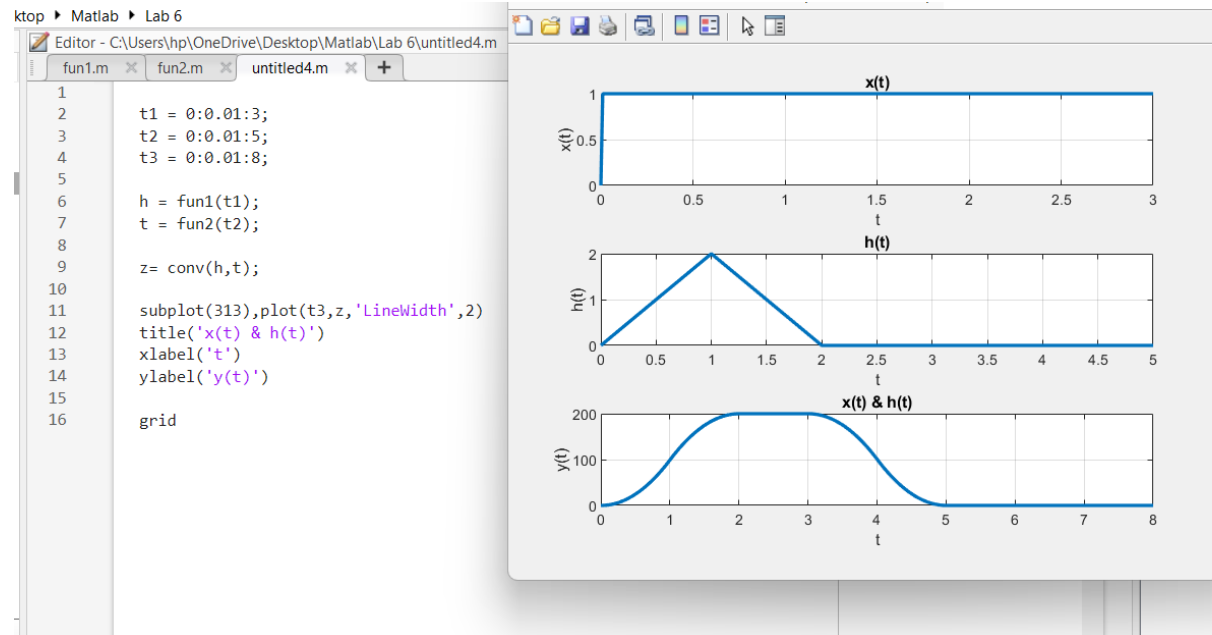 ktop ▸ Matlab ▸ Lab 6
Editor - C:\Users\hp\OneDrive\Desktop\Matlab\Lab 6\untitled4.m
fun1.m fun2.m untitled4.m +
1
2 t1 = 0:0.01:3;
3 t2 = 0:0.01:5;
4 t3 = 0:0.01:8;
5
6 h = fun1(t1);
7 t = fun2(t2);
8
9 z= conv(h,t);
10
11 subplot(313),plot(t3,z,'LineWidth',2)
12 title('x(t) & h(t)')
13 xlabel('t')
14 ylabel('y(t)')
15
16 grid
x(t)
x(t)
1
0.5
0
0 0.5 1 1.5 2 2.5 3
t
h(t)
h(t)
2
1
0
0 0.5 1 1.5 2 2.5 3 3.5 4 4.5 5
t
x(t) & h(t)
y(t)
200
100
0
0 1 2 3 4 5 6 7 8
t